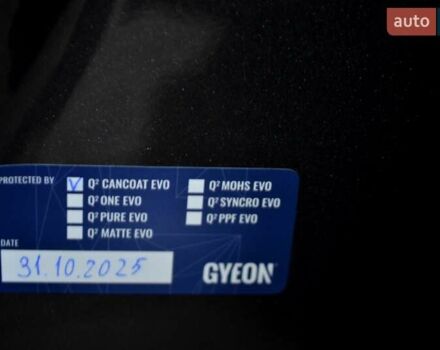 auto
PROTECTED BY
Q² CANCOAT EVO
Q² ONE EVO
Q² PURE EVO
Q² MATTE EVO
Q² MOHS EVO
Q² SYNCRO EVO
Q² PPF EVO
DATE
31.10.2025
GYEON